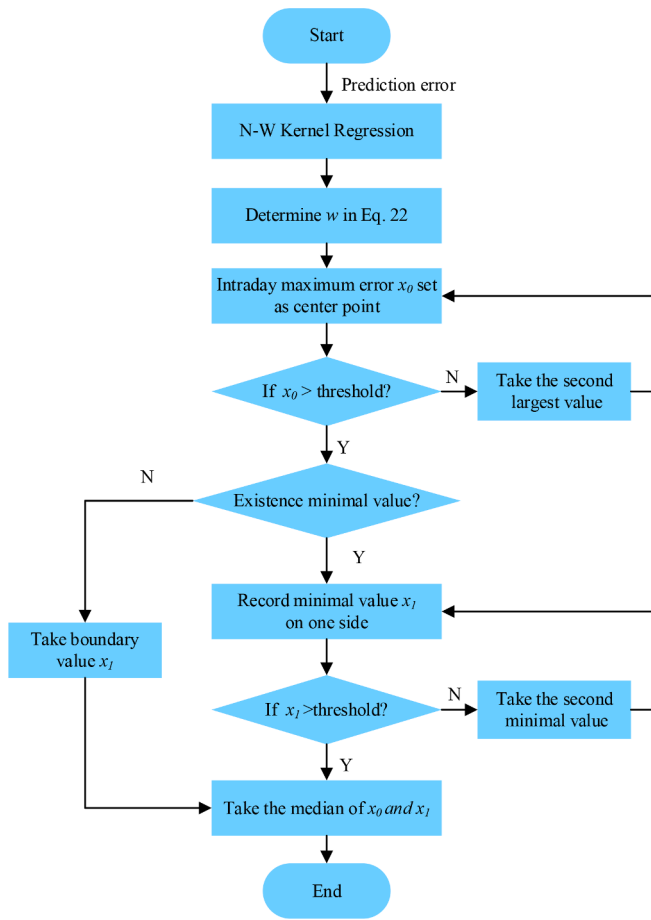 Start
Prediction error
N-W Kernel Regression
Determine w in Eq. 22
Intraday maximum error x₀ set
as center point
If x₀ > threshold?
N
Take the second
largest value
Y
N
Existence minimal value?
Y
Record minimal value x₁
on one side
Take boundary
value x₁
If x₁ >threshold?
N
Take the second
minimal value
Y
Take the median of x₀ and x₁
End